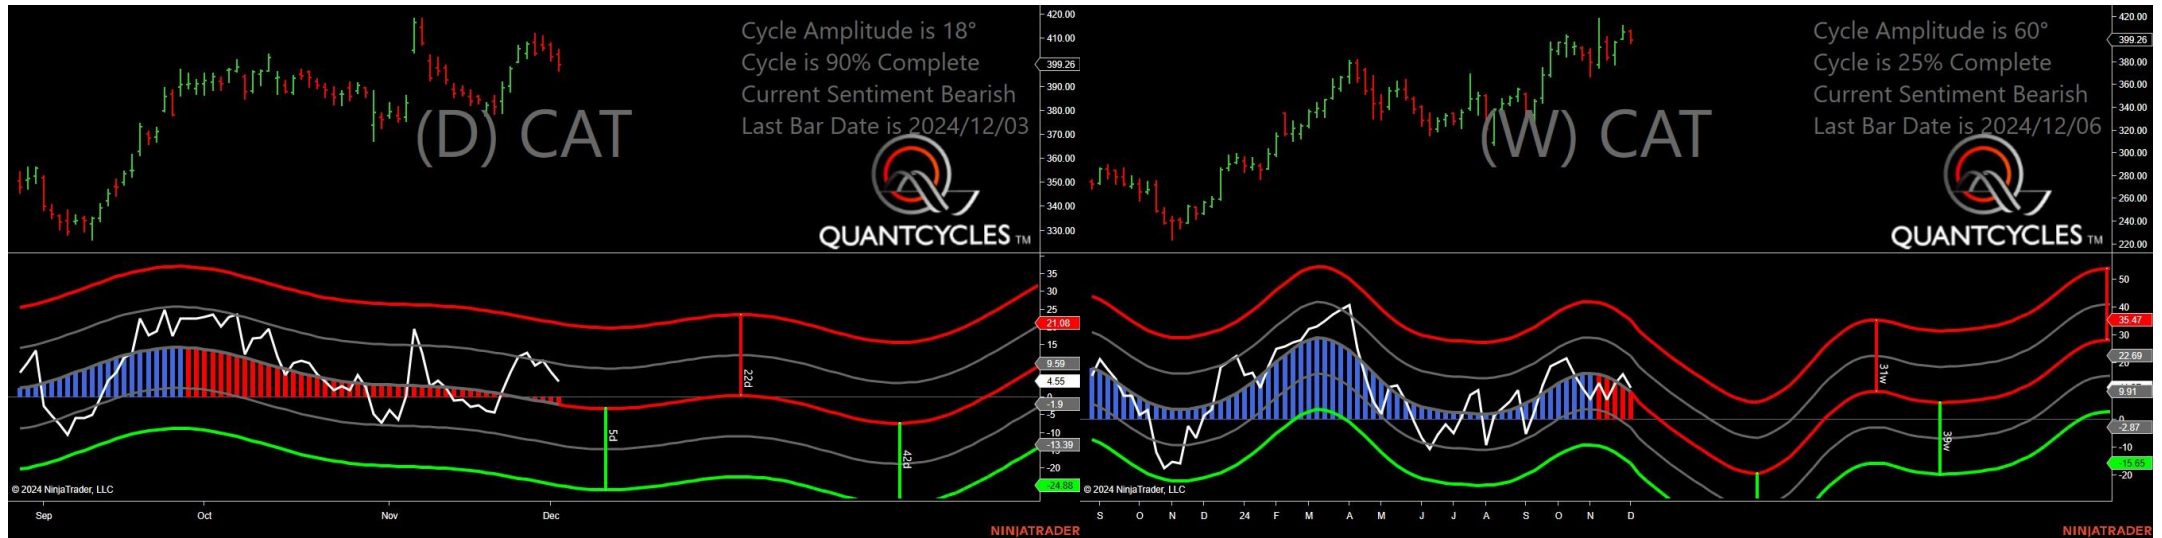 Cycle Amplitude is 18°
Cycle is 90% Complete
Current Sentiment Bearish
Last Bar Date is 2024/12/03
(D) CAT
QUANTCYCLES TM
420.00
410.00
399.26
390.00
380.00
370.00
360.00
350.00
340.00
330.00
35
30
25
21.08
15
9.59
4.55
-1.9
-5
-10
-13.39
-20
-24.88
22d
5d
42d
© 2024 NinjaTrader, LLC
Sep Oct Nov Dec
NINJATRADER
Cycle Amplitude is 60°
Cycle is 25% Complete
Current Sentiment Bearish
Last Bar Date is 2024/12/06
(W) CAT
QUANTCYCLES TM
420.00
399.26
380.00
360.00
340.00
320.00
300.00
280.00
260.00
240.00
220.00
50
40
35.47
30
22.69
20
9.91
0
-2.87
-10
-15.65
-20
31w
39w
© 2024 NinjaTrader, LLC
S O N D 24 F M A M J J A S O N D
NINJATRADER